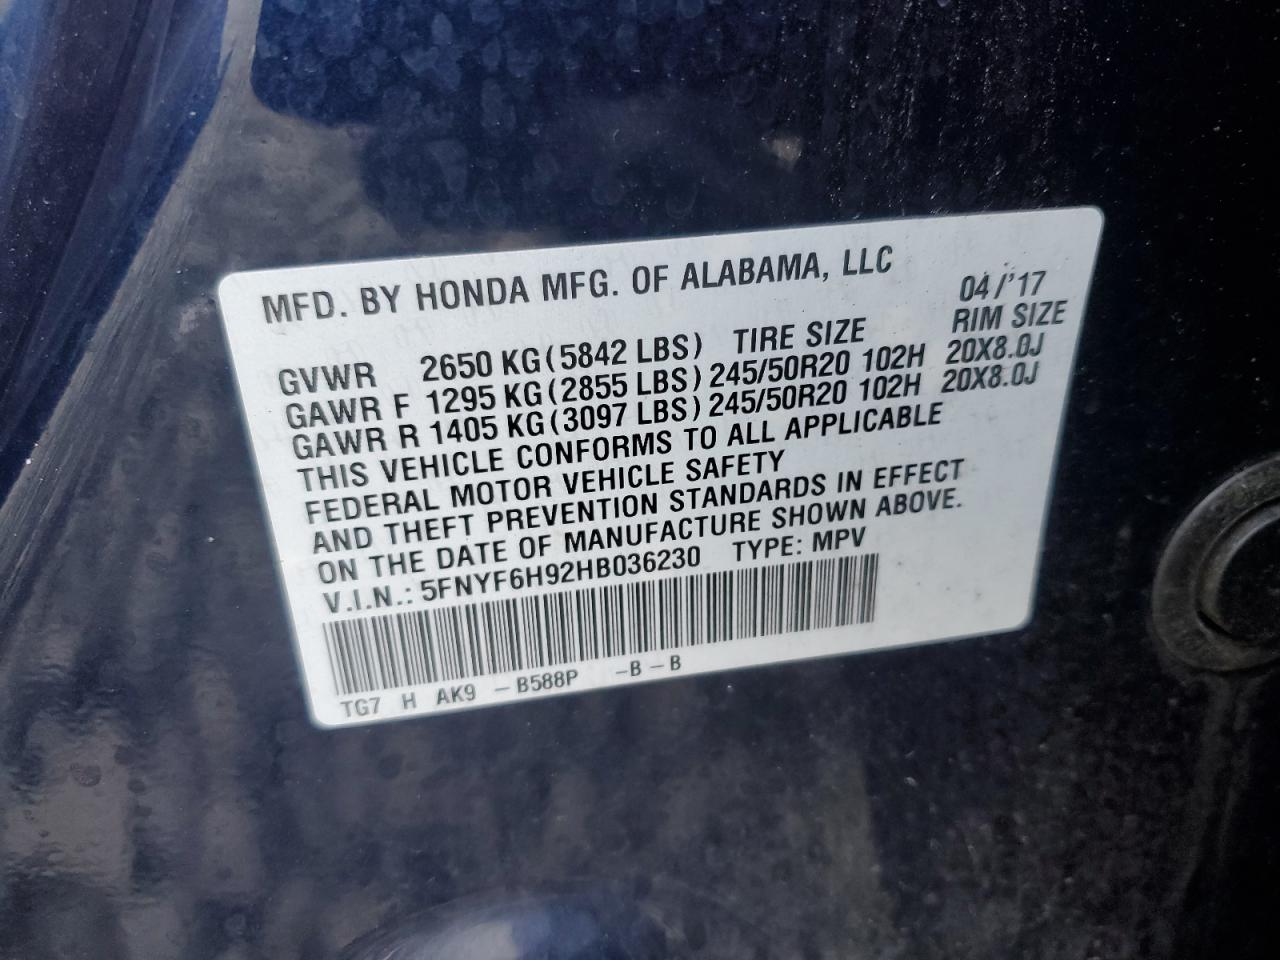 MFD. BY HONDA MFG. OF ALABAMA, LLC 04/'17
GVWR 2650 KG(5842 LBS) TIRE SIZE RIM SIZE
GAWR F 1295 KG(2855 LBS) 245/50R20 102H 20X8.0J
GAWR R 1405 KG(3097 LBS) 245/50R20 102H 20X8.0J
THIS VEHICLE CONFORMS TO ALL APPLICABLE
FEDERAL MOTOR VEHICLE SAFETY
AND THEFT PREVENTION STANDARDS IN EFFECT
ON THE DATE OF MANUFACTURE SHOWN ABOVE.
V.I.N.: 5FNYF6H92HB036230 TYPE: MPV
TG7 H AK9 -B588P -B-B